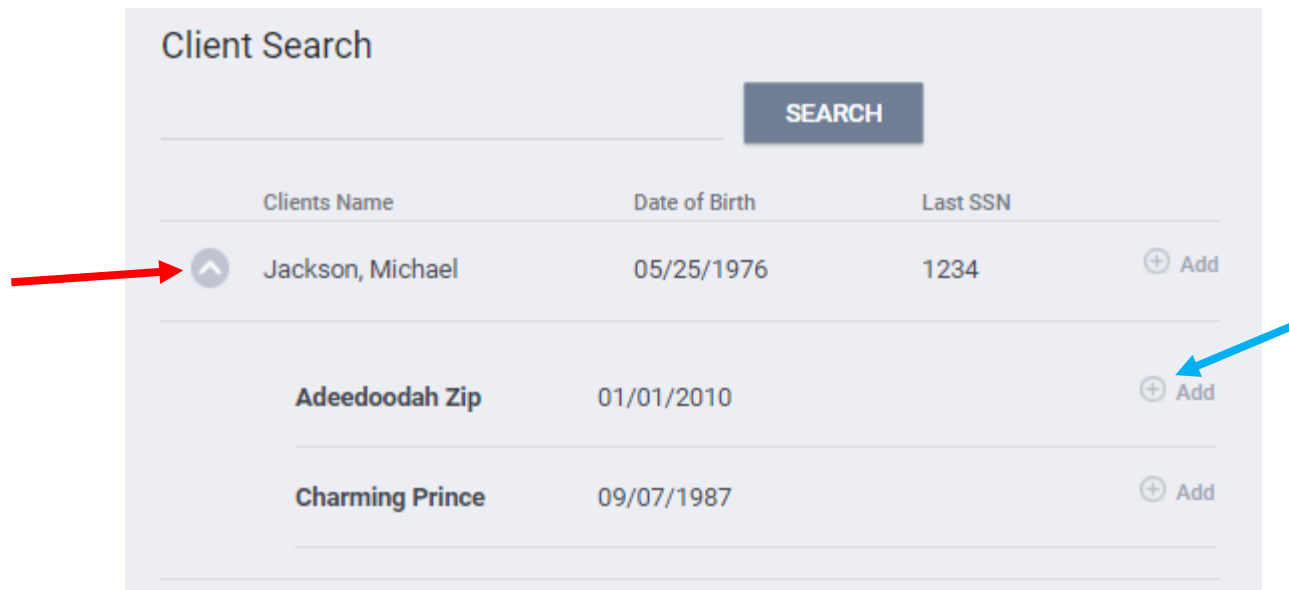 Client Search
SEARCH
Clients Name Date of Birth Last SSN
Jackson, Michael 05/25/1976 1234 Add
Adeedoodah Zip 01/01/2010 Add
Charming Prince 09/07/1987 Add